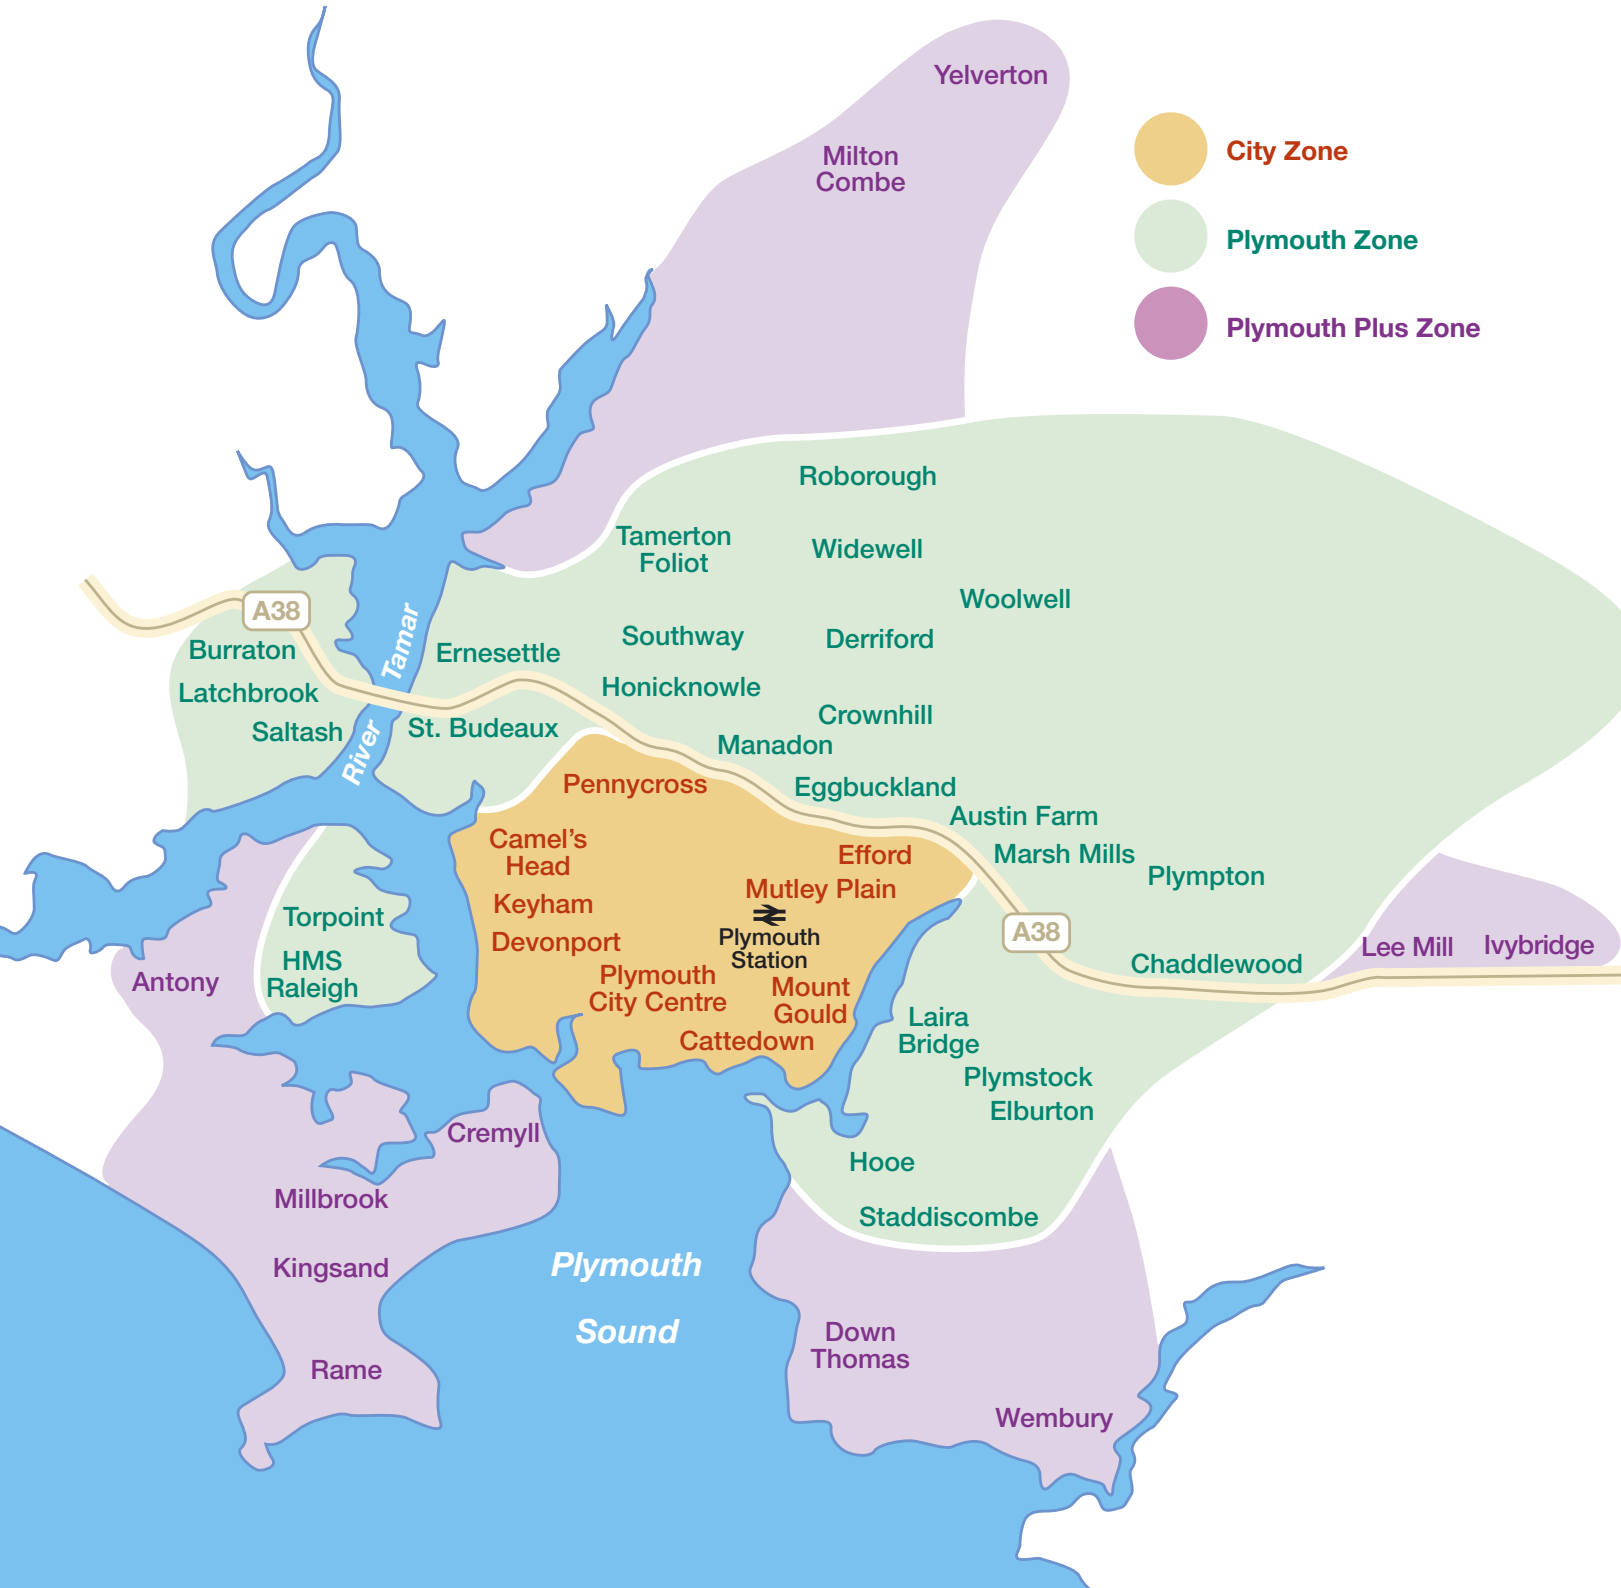 Yelverton
Milton
Combe
City Zone
Plymouth Zone
Plymouth Plus Zone
Roborough
Tamerton
Foliot
Widewell
Woolwell
A38
Burraton
Latchbrook
Saltash
River Tamar
Ernesettle
St. Budeaux
Southway
Derriford
Honicknowle
Crownhill
Manadon
Eggbuckland
Austin Farm
Marsh Mills
Plympton
Pennycross
Camel's
Head
Efford
Mutley Plain
Keyham
Devonport
Plymouth
Station
Plymouth
City Centre
Mount
Gould
Cattedown
Torpoint
HMS
Raleigh
Antony
A38
Chaddlewood
Lee Mill
Ivybridge
Laira
Bridge
Plymstock
Elburton
Hooe
Staddiscombe
Cremyll
Millbrook
Kingsand
Rame
Plymouth
Sound
Down
Thomas
Wembury